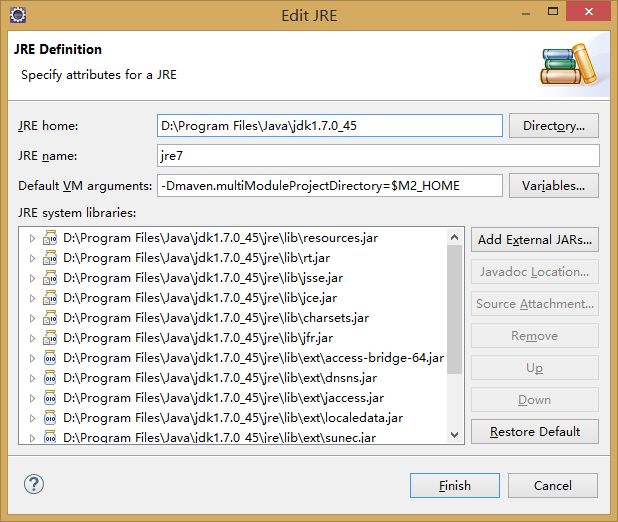 Edit JRE
JRE Definition
Specify attributes for a JRE
JRE home:
D:\Program Files\Java\jdk1.7.0_45
Directory...
JRE name:
jre7
Default VM arguments:
-Dmaven.multiModuleProjectDirectory=$M2_HOME
Variables...
JRE system libraries:
D:\Program Files\Java\jdk1.7.0_45\jre\lib\resources.jar
D:\Program Files\Java\jdk1.7.0_45\jre\lib\rt.jar
D:\Program Files\Java\jdk1.7.0_45\jre\lib\jsse.jar
D:\Program Files\Java\jdk1.7.0_45\jre\lib\jce.jar
D:\Program Files\Java\jdk1.7.0_45\jre\lib\charsets.jar
D:\Program Files\Java\jdk1.7.0_45\jre\lib\jfr.jar
D:\Program Files\Java\jdk1.7.0_45\jre\lib\ext\access-bridge-64.jar
D:\Program Files\Java\jdk1.7.0_45\jre\lib\ext\dnsns.jar
D:\Program Files\Java\jdk1.7.0_45\jre\lib\ext\jaccess.jar
D:\Program Files\Java\jdk1.7.0_45\jre\lib\ext\localedata.jar
D:\Program Files\Java\jdk1.7.0_45\jre\lib\ext\sunec.jar
Add External JARs...
Javadoc Location...
Source Attachment...
Remove
Up
Down
Restore Default
Finish
Cancel